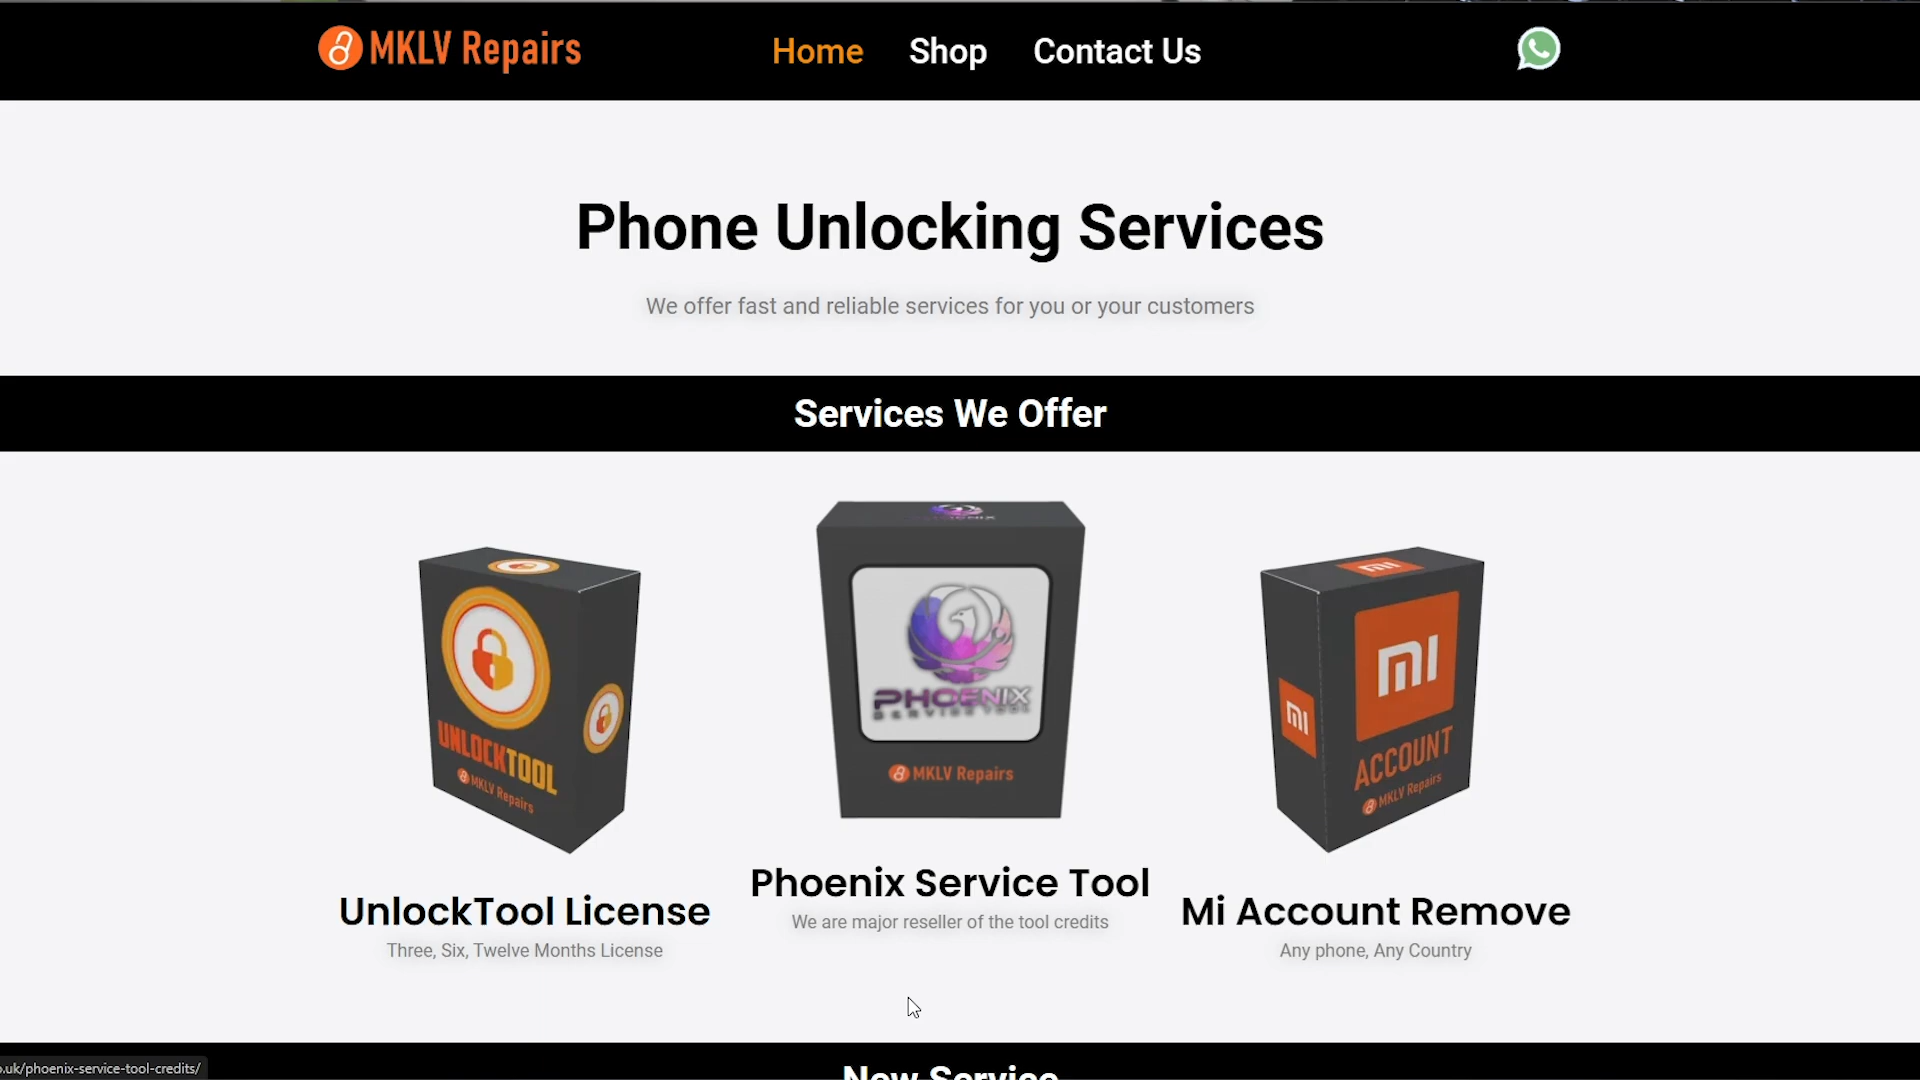 MKLV Repairs
Home
Shop
Contact Us
Phone Unlocking Services
We offer fast and reliable services for you or your customers
Services We Offer
UNLOCKTOOL
MKLV Repairs
PHOENIX
SERVICE TOOL
MKLV Repairs
mi
mi
mi
ACCOUNT
MKLV Repairs
UnlockTool License
Three, Six, Twelve Months License
Phoenix Service Tool
We are major reseller of the tool credits
Mi Account Remove
Any phone, Any Country
.uk/phoenix-service-tool-credits/
New Service